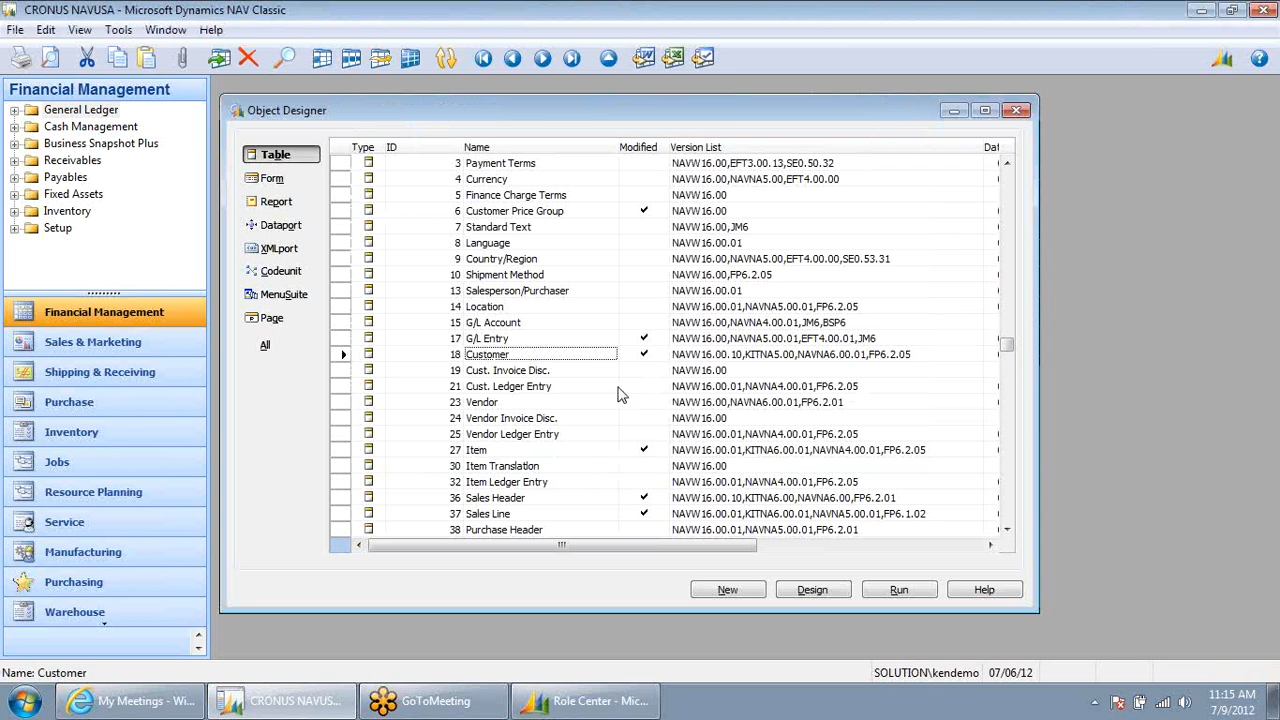 CRONUS NAVUSA - Microsoft Dynamics NAV Classic
File Edit View Tools Window Help
Financial Management
General Ledger
Cash Management
Business Snapshot Plus
Receivables
Payables
Fixed Assets
Inventory
Setup
Financial Management
Sales & Marketing
Shipping & Receiving
Purchase
Inventory
Jobs
Resource Planning
Service
Manufacturing
Purchasing
Warehouse
Object Designer
Table
Form
Report
Dataport
XMLport
Codeunit
MenuSuite
Page
All
Type ID Name Modified Version List Dat
3 Payment Terms NAVW16.00,EFT3.00.13,SE0.50.32
4 Currency NAVW16.00,NAVNA5.00,EFT4.00.00
5 Finance Charge Terms NAVW16.00
6 Customer Price Group ✓ NAVW16.00
7 Standard Text NAVW16.00,JM6
8 Language NAVW16.00.01
9 Country/Region NAVW16.00.01,NAVNA5.00,EFT4.00.00,SE0.53.31
10 Shipment Method NAVW16.00,FP6.2.05
13 Salesperson/Purchaser NAVW16.00.01
14 Location NAVW16.00.01,NAVNA5.00.01,FP6.2.05
15 G/L Account NAVW16.00.01,NAVNA4.00.01,JM6,BSP6
17 G/L Entry ✓ NAVW16.00.01,NAVNA5.00.01,EFT4.00.01,JM6
18 Customer ✓ NAVW16.00.10,KITNA5.00,NAVNA6.00.01,FP6.2.05
19 Cust. Invoice Disc. NAVW16.00
21 Cust. Ledger Entry NAVW16.00.01,NAVNA4.00.01,FP6.2.05
23 Vendor NAVW16.00.01,NAVNA6.00.01,FP6.2.01
24 Vendor Invoice Disc. NAVW16.00
25 Vendor Ledger Entry NAVW16.00.01,NAVNA4.00.01,FP6.2.05
27 Item ✓ NAVW16.00.01,KITNA6.00.01,NAVNA4.00.01,FP6.2.05
30 Item Translation NAVW16.00
32 Item Ledger Entry NAVW16.00.01,NAVNA4.00.01,FP6.2.05
36 Sales Header ✓ NAVW16.00.10,KITNA6.00,NAVNA6.00,FP6.2.01
37 Sales Line ✓ NAVW16.00.01,KITNA6.00.01,NAVNA5.00.01,FP6.1.02
38 Purchase Header NAVW16.00.01,NAVNA5.00.01,FP6.2.01
New Design Run Help
Name: Customer SOLUTION\kendemo 07/06/12
My Meetings - Wi... CRONUS NAVUS... GoToMeeting Role Center - Mic... 11:15 AM
7/9/2012